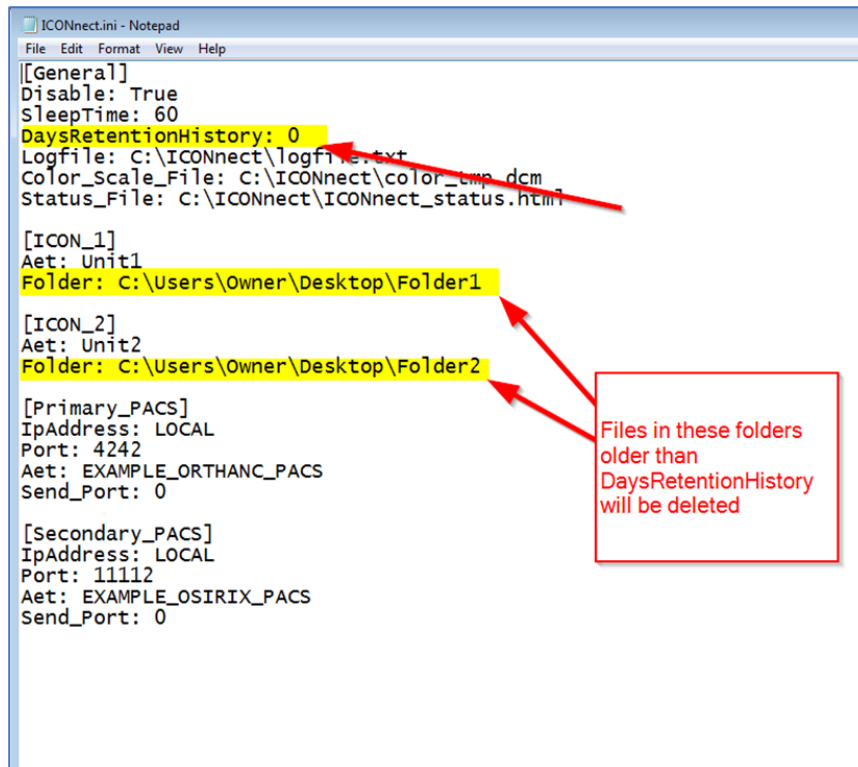 ICONnect.ini - Notepad
File Edit Format View Help
[General]
Disable: True
SleepTime: 60
DaysRetentionHistory: 0
Logfile: C:\ICONnect\logfile.txt
Color_Scale_File: C:\ICONnect\color_tmp.dcm
Status_File: C:\ICONnect\ICONnect_status.html
[ICON_1]
Aet: Unit1
Folder: C:\Users\Owner\Desktop\Folder1
[ICON_2]
Aet: Unit2
Folder: C:\Users\Owner\Desktop\Folder2
[Primary_PACS]
IpAddress: LOCAL
Port: 4242
Aet: EXAMPLE_ORTHANC_PACS
Send_Port: 0
[Secondary_PACS]
IpAddress: LOCAL
Port: 11112
Aet: EXAMPLE_OSIRIX_PACS
Send_Port: 0
Files in these folders
older than
DaysRetentionHistory
will be deleted